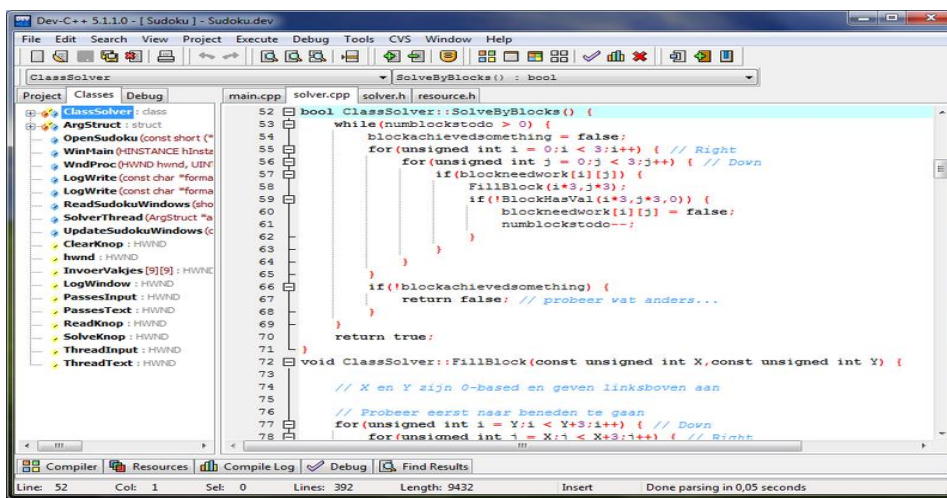 Dev-C++ 5.1.1.0 - [ Sudoku ] - Sudoku.dev
File Edit Search View Project Execute Debug Tools CVS Window Help
ClassSolver
SolveByBlocks() : bool
Project Classes Debug
ClassSolver : class
ArgStruct : struct
OpenSudoku (const short (*
WinMain (HINSTANCE hInsta
WndProc (HWND hwnd, UIN
LogWrite (const char *forma
LogWrite (const char *forma
ReadSudokuWindows (sho
SolverThread (ArgStruct *a
UpdateSudokuWindows (c
ClearKnop : HWND
hwnd : HWND
InvoerVakjes [9][9] : HWND
LogWindow : HWND
PassesInput : HWND
PassesText : HWND
ReadKnop : HWND
SolveKnop : HWND
ThreadInput : HWND
ThreadText : HWND
main.cpp solver.cpp solver.h resource.h
52 bool ClassSolver::SolveByBlocks() {
53 while(numblockstodo > 0) {
54 blockachievedsomething = false;
55 for(unsigned int i = 0;i < 3;i++) { // Right
56 for(unsigned int j = 0;j < 3;j++) { // Down
57 if(blockneedwork[i][j]) {
58 FillBlock(i*3,j*3);
59 if(!BlockHasVal(i*3,j*3,0)) {
60 blockneedwork[i][j] = false;
61 numblockstodo--;
62 }
63 }
64 }
65 }
66 if(!blockachievedsomething) {
67 return false; // probeer wat anders...
68 }
69 }
70 return true;
71 }
72 void ClassSolver::FillBlock(const unsigned int X,const unsigned int Y) {
73
74 // X en Y zijn 0-based en geven linksboven aan
75
76 // Probeer eerst naar beneden te gaan
77 for(unsigned int i = Y;i < Y+3;i++) { // Down
78 for(unsigned int j = X;j < X+3;j++) { // Right
Compiler Resources Compile Log Debug Find Results
Line: 52 Col: 1 Sel: 0 Lines: 392 Length: 9432 Insert Done parsing in 0,05 seconds